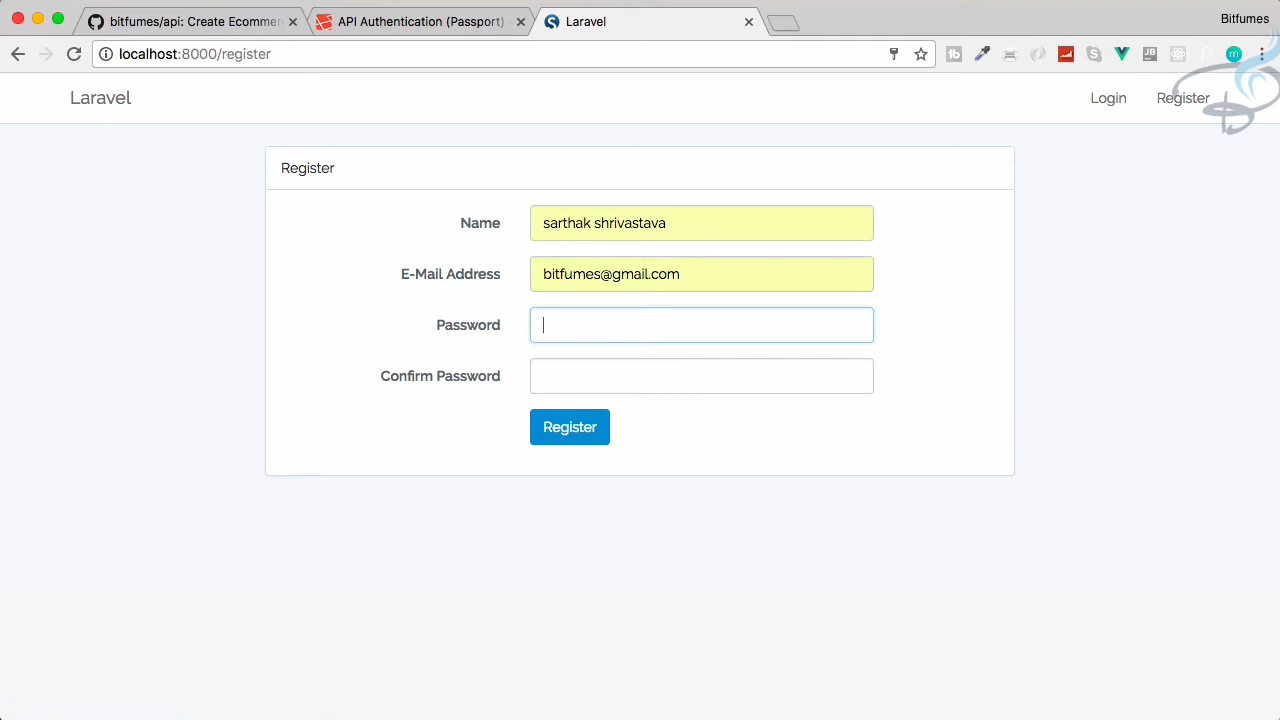 bitfumes/api: Create Ecommer
API Authentication (Passport)
Laravel
Bitfumes
localhost:8000/register
Laravel
Login
Register
Register
Name
sarthak shrivastava
E-Mail Address
bitfumes@gmail.com
Password
Confirm Password
Register